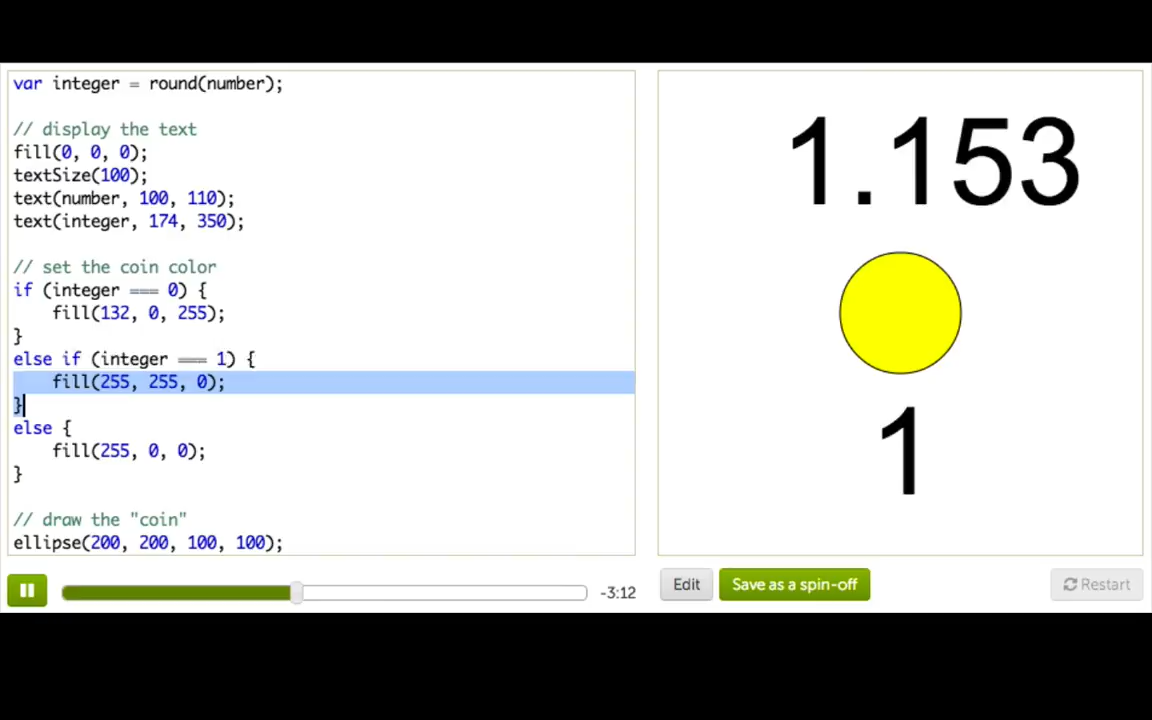 var integer = round(number);
// display the text
fill(0, 0, 0);
textSize(100);
text(number, 100, 110);
text(integer, 174, 350);
// set the coin color
if (integer === 0) {
    fill(132, 0, 255);
}
else if (integer === 1) {
    fill(255, 255, 0);
}
else {
    fill(255, 0, 0);
}
// draw the "coin"
ellipse(200, 200, 100, 100);
1.153
1
-3:12
Edit
Save as a spin-off
Restart